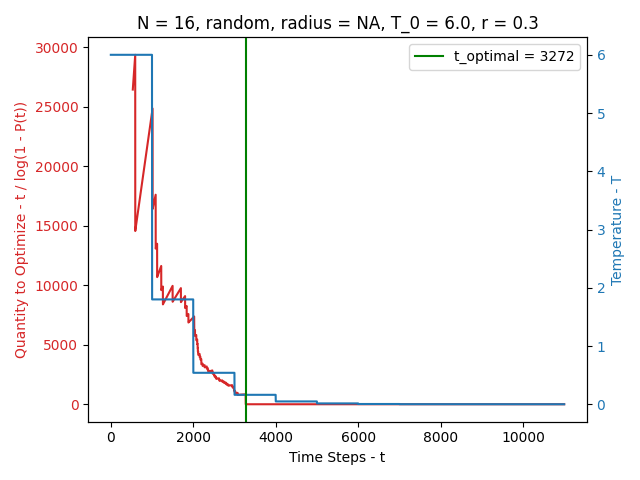 N = 16, random, radius = NA, T_0 = 6.0, r = 0.3
t_optimal = 3272
Quantity to Optimize - t / log(1 - P(t))
30000
25000
20000
15000
10000
5000
0
Temperature - T
6
5
4
3
2
1
0
0 2000 4000 6000 8000 10000
Time Steps - t